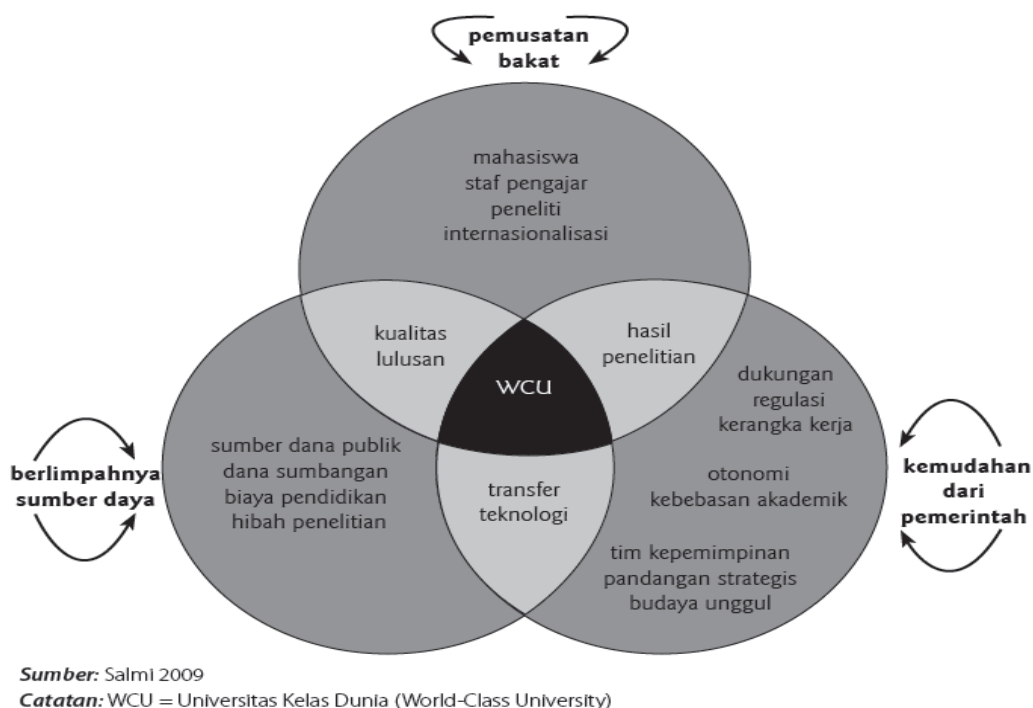 pemusatan
bakat
mahasiswa
staf pengajar
peneliti
internasionalisasi
kualitas
lulusan
hasil
penelitian
WCU
dukungan
regulasi
kerangka kerja
otonomi
kebebasan akademik
tim kepemimpinan
pandangan strategis
budaya unggul
sumber dana publik
dana sumbangan
biaya pendidikan
hibah penelitian
transfer
teknologi
berlimpahnya
sumber daya
kemudahan
dari
pemerintah
Sumber: Salmi 2009
Catatan: WCU = Universitas Kelas Dunia (World-Class University)